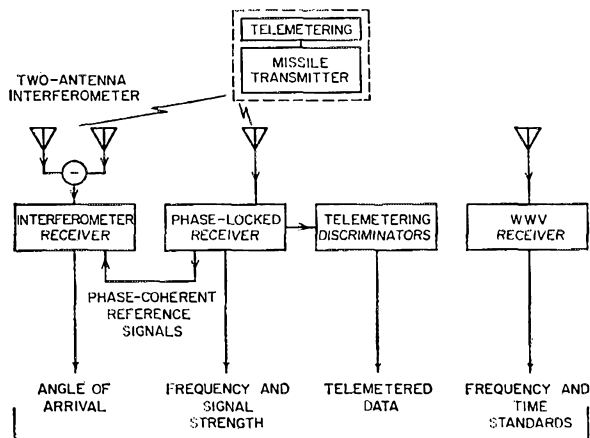 TELEMETERING
MISSILE
TRANSMITTER
TWO-ANTENNA
INTERFEROMETER
INTERFEROMETER
RECEIVER
PHASE-LOCKED
RECEIVER
TELEMETERING
DISCRIMINATORS
WWV
RECEIVER
PHASE-COHERENT
REFERENCE
SIGNALS
ANGLE OF
ARRIVAL
FREQUENCY AND
SIGNAL
STRENGTH
TELEMETERED
DATA
FREQUENCY AND
TIME
STANDARDS